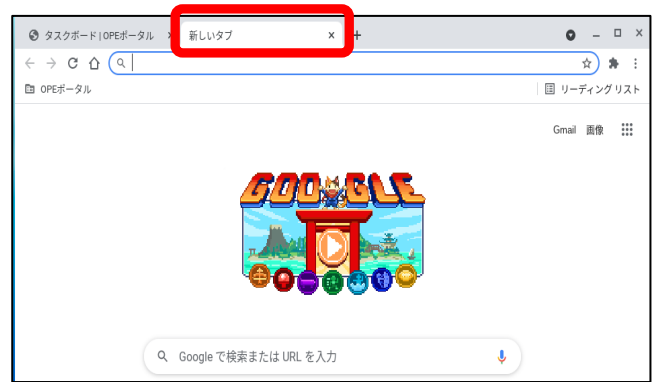 タスクボード | OPEポータル
新しいタブ
OPEポータル
リーディング リスト
Gmail 画像
GOOGLE
Google で検索または URL を入力